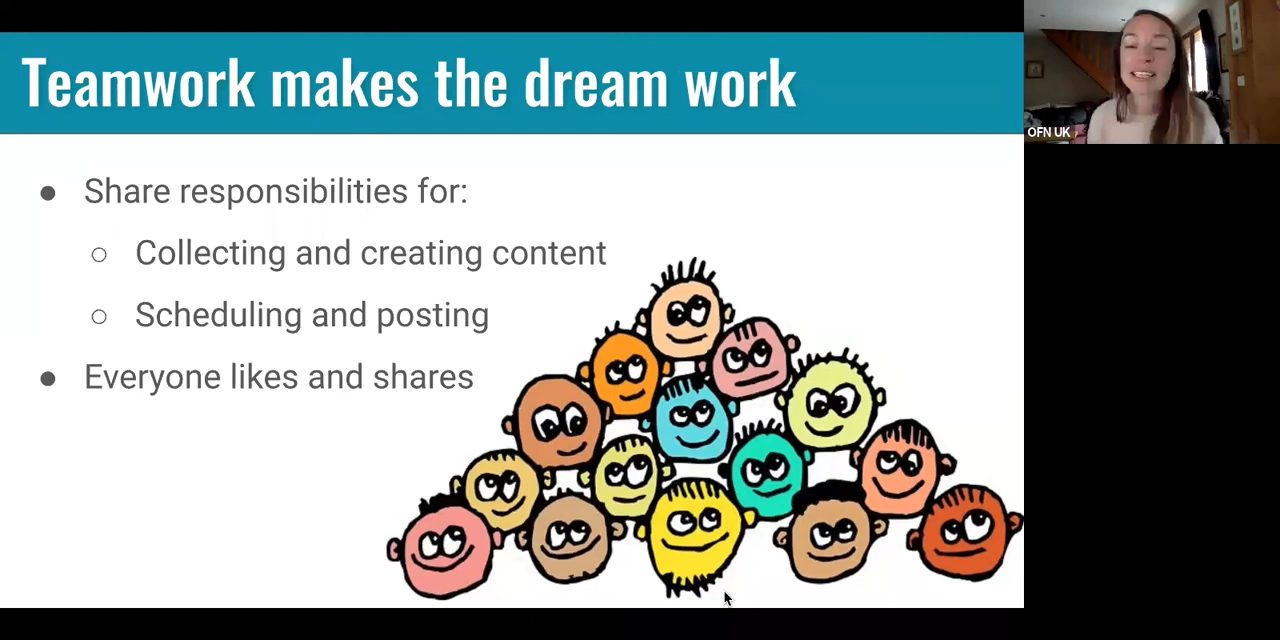 Teamwork makes the dream work
● Share responsibilities for:
○ Collecting and creating content
○ Scheduling and posting
● Everyone likes and shares
OFN UK